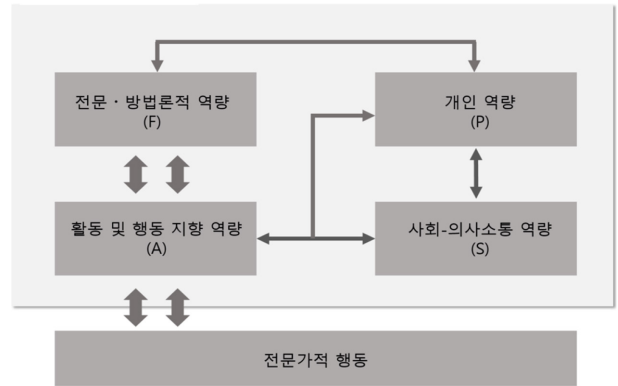 전문 · 방법론적 역량
(F)
개인 역량
(P)
활동 및 행동 지향 역량
(A)
사회-의사소통 역량
(S)
전문가적 행동